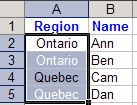 A B
1 Region Name
2 Ontario Ann
3 Ontario Ben
4 Quebec Cam
5 Quebec Dan